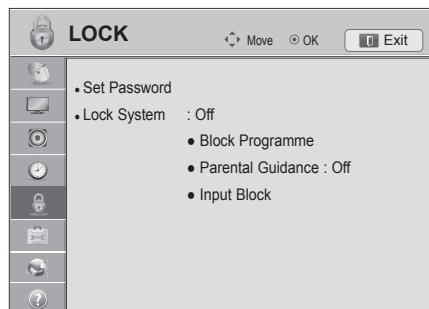 LOCK
Move OK Exit
• Set Password
• Lock System : Off
● Block Programme
● Parental Guidance : Off
● Input Block
?